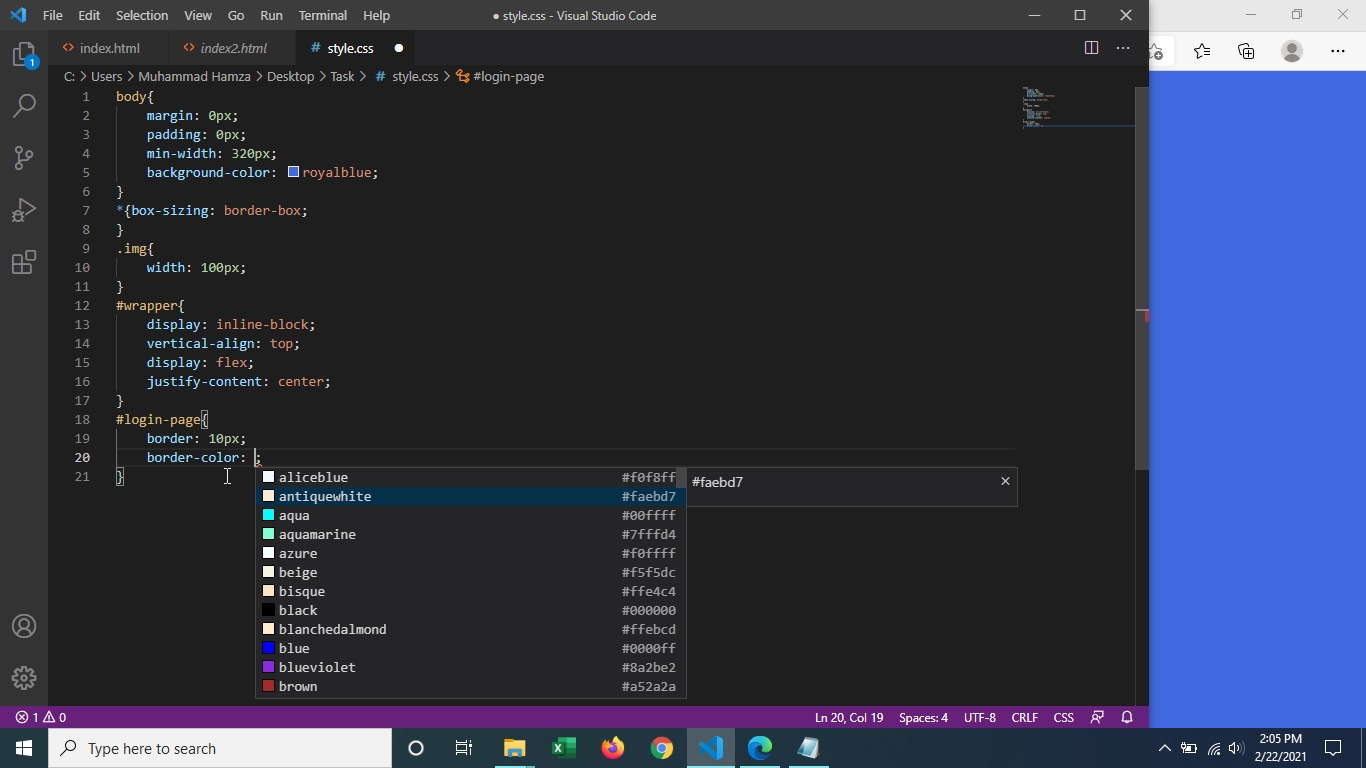 File Edit Selection View Go Run Terminal Help ● style.css - Visual Studio Code
<> index.html <> index2.html # style.css ●
C: > Users > Muhammad Hamza > Desktop > Task > # style.css > #login-page
1 body{
2 margin: 0px;
3 padding: 0px;
4 min-width: 320px;
5 background-color: royalblue;
6 }
7 *{box-sizing: border-box;
8 }
9 .img{
10 width: 100px;
11 }
12 #wrapper{
13 display: inline-block;
14 vertical-align: top;
15 display: flex;
16 justify-content: center;
17 }
18 #login-page{
19 border: 10px;
20 border-color: ;
21 }
aliceblue #f0f8ff
#faebd7
antiquewhite #faebd7
aqua #00ffff
aquamarine #7fffd4
azure #f0ffff
beige #f5f5dc
bisque #ffe4c4
black #000000
blanchedalmond #ffebcd
blue #0000ff
blueviolet #8a2be2
brown #a52a2a
1
1 0 Ln 20, Col 19 Spaces: 4 UTF-8 CRLF CSS
Type here to search
2:05 PM
2/22/2021